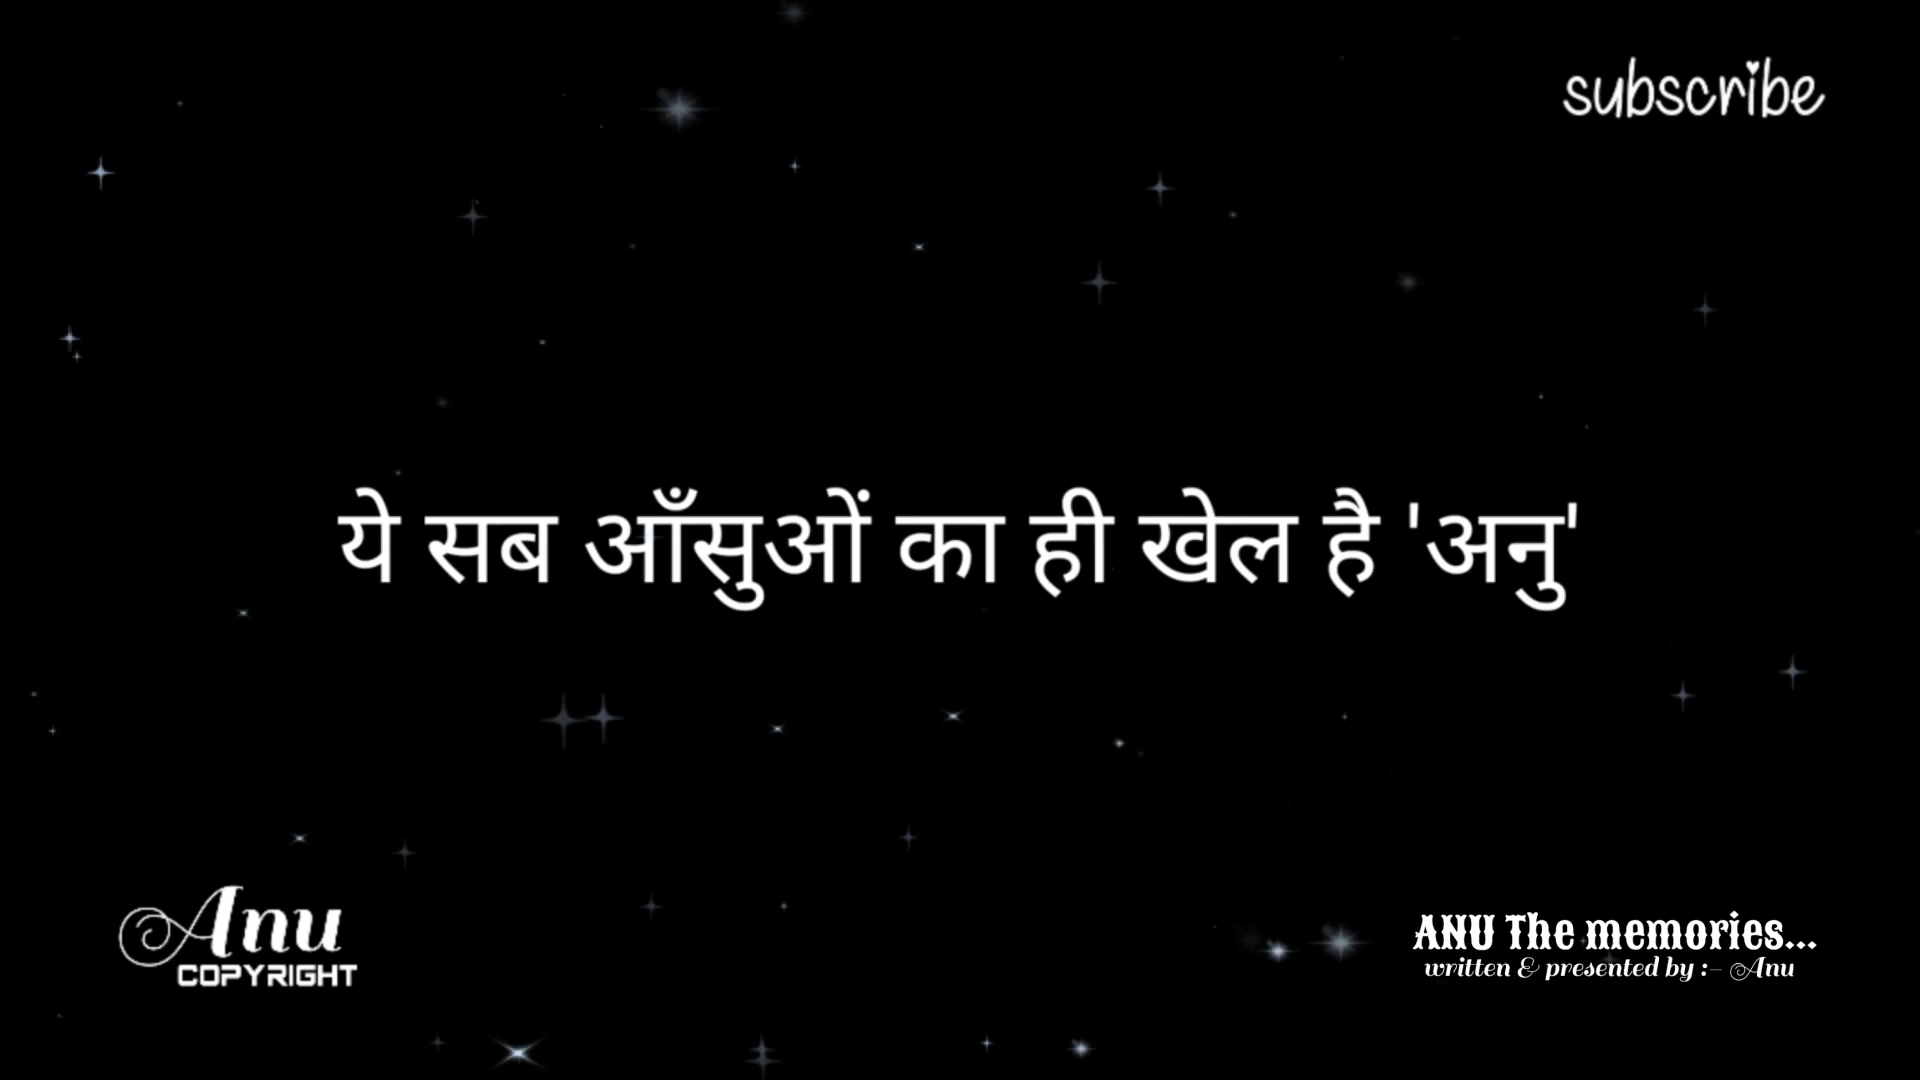 subscribe
ये सब आँसुओं का ही खेल है 'अनु'
Anu
COPYRIGHT
ANU The memories...
written & presented by :- Anu